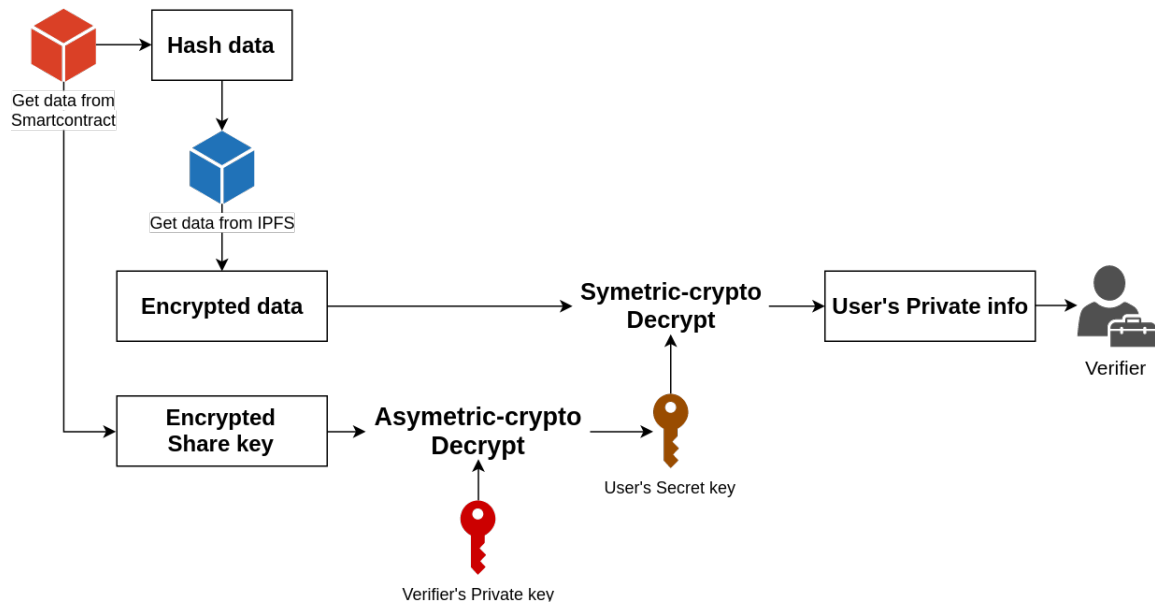 Hash data
Get data from
Smartcontract
Get data from IPFS
Encrypted data
Symetric-crypto
Decrypt
User's Private info
Verifier
Encrypted
Share key
Asymetric-crypto
Decrypt
User's Secret key
Verifier's Private key